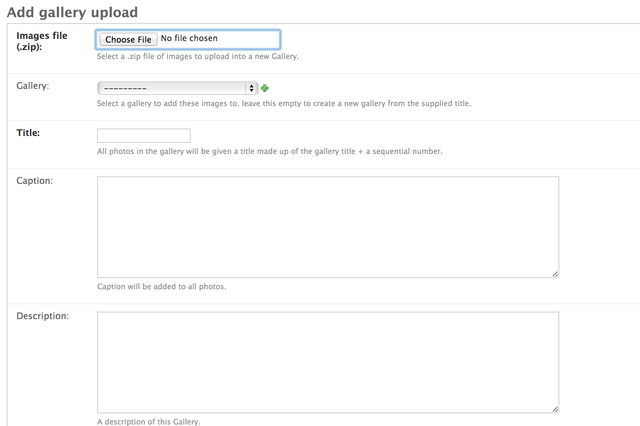 Add gallery upload
Images file
(.zip):
Choose File No file chosen
Select a .zip file of images to upload into a new Gallery.
Gallery:
---------
Select a gallery to add these images to. leave this empty to create a new gallery from the supplied title.
Title:
All photos in the gallery will be given a title made up of the gallery title + a sequential number.
Caption:
Caption will be added to all photos.
Description:
A description of this Gallery.